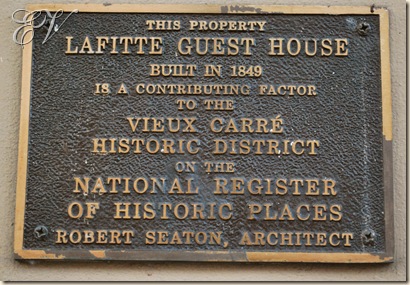 EV
THIS PROPERTY
LAFITTE GUEST HOUSE
BUILT IN 1849
IS A CONTRIBUTING FACTOR
TO THE
VIEUX CARRÉ
HISTORIC DISTRICT
ON THE
NATIONAL REGISTER
OF HISTORIC PLACES
ROBERT SEATON, ARCHITECT